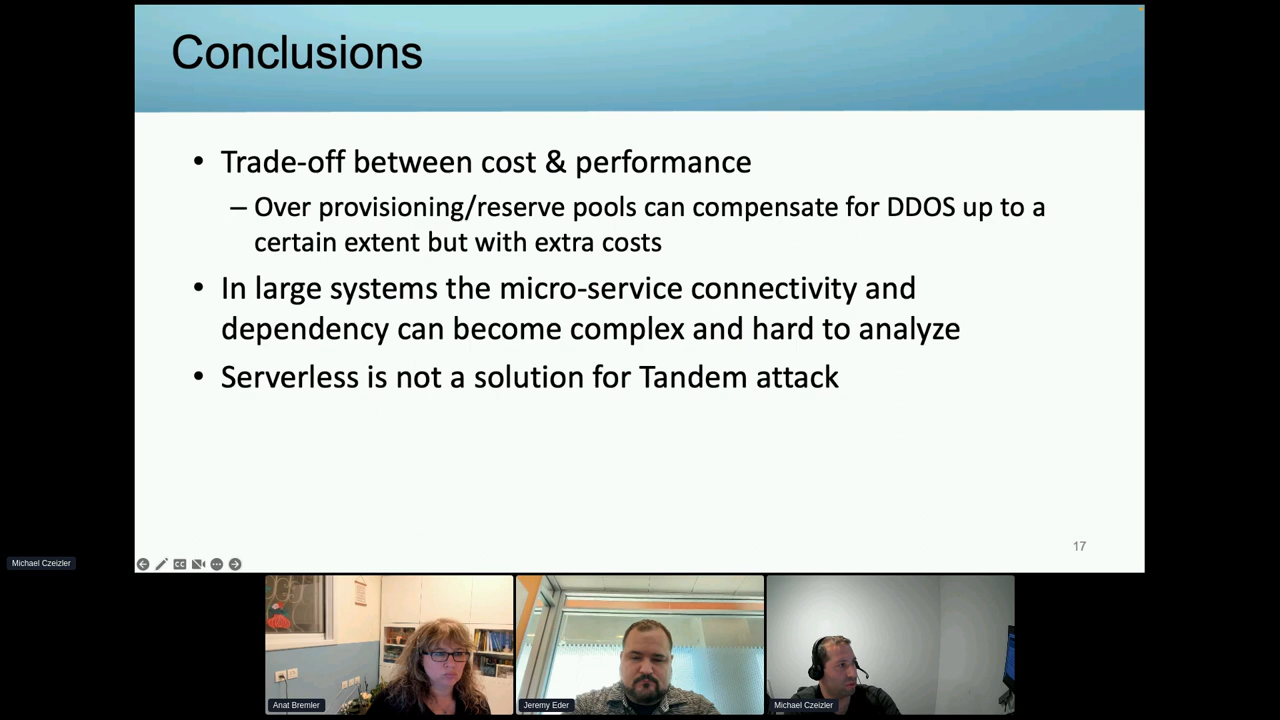 Conclusions
• Trade-off between cost & performance
– Over provisioning/reserve pools can compensate for DDOS up to a
certain extent but with extra costs
• In large systems the micro-service connectivity and
dependency can become complex and hard to analyze
• Serverless is not a solution for Tandem attack
17
Michael Czeizler
CC
Anat Bremler
Jeremy Eder
Michael Czeizler